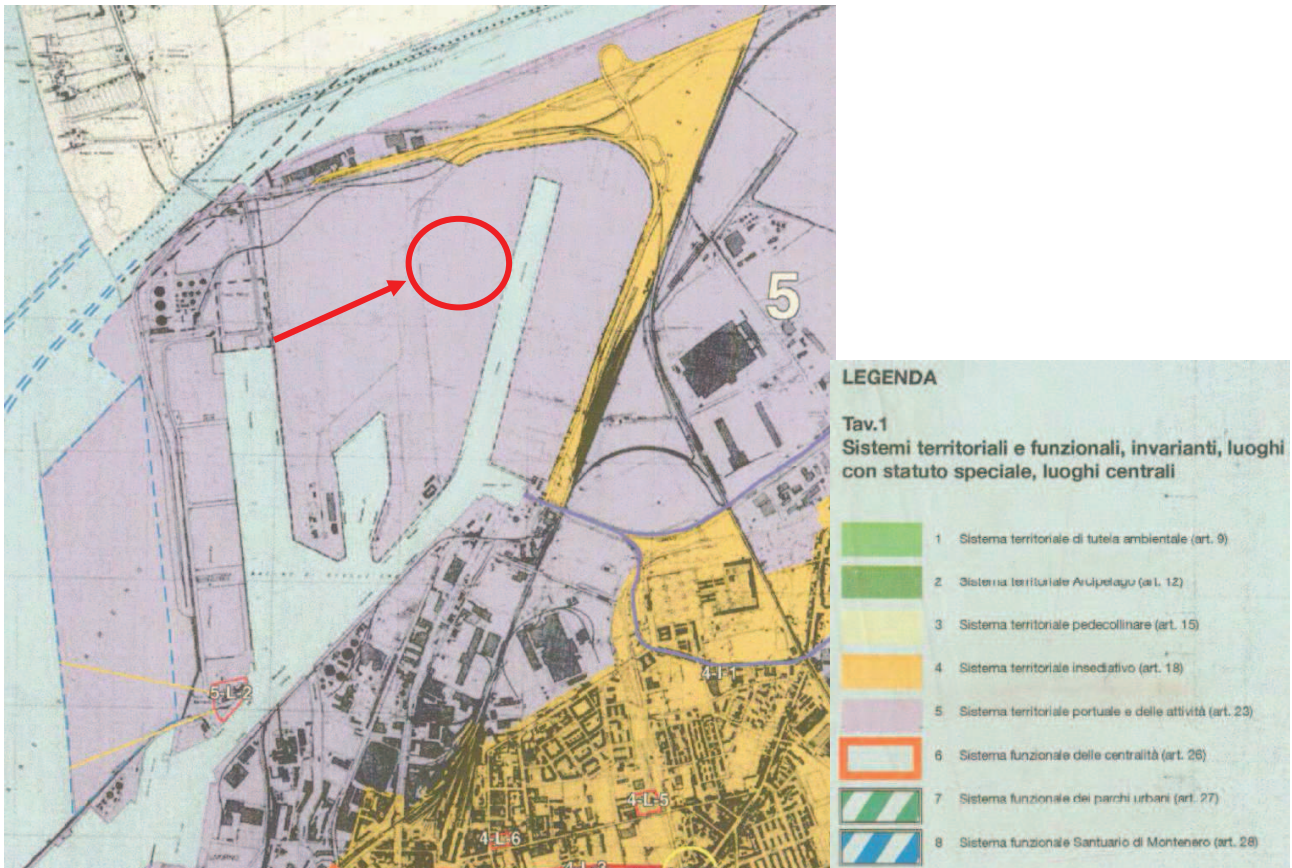 5
5-L-2
4-I-1
4-L-5
4-L-6
4-L-3
LIVORNO
LEGENDA
Tav.1
Sistemi territoriali e funzionali, invarianti, luoghi
con statuto speciale, luoghi centrali
1 Sistema territoriale di tutela ambientale (art. 9)
2 Sistema territoriale Arcipelago (art. 12)
3 Sistema territoriale pedecollinare (art. 15)
4 Sistema territoriale insediativo (art. 18)
5 Sistema territoriale portuale e delle attività (art. 23)
6 Sistema funzionale delle centralità (art. 26)
7 Sistema funzionale dei parchi urbani (art. 27)
8 Sistema funzionale Santuario di Montenero (art. 28)